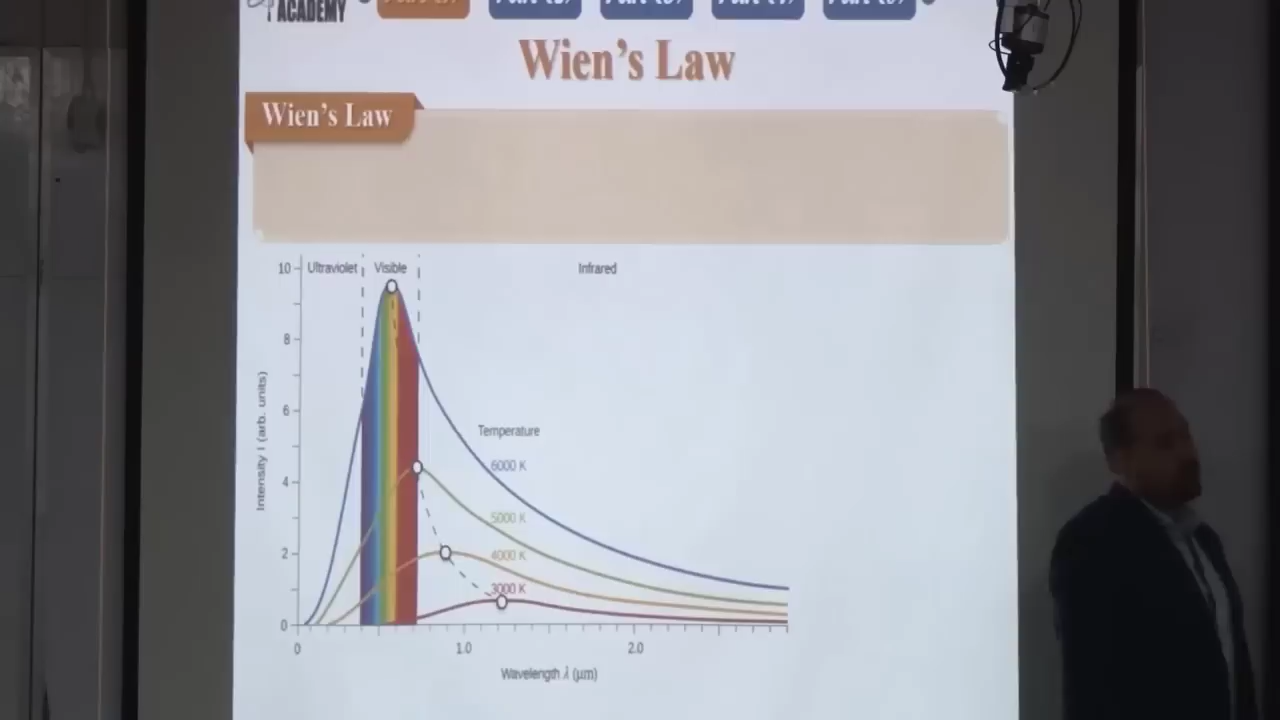 ACADEMY
Wien's Law
Wien's Law
10
Ultraviolet
Visible
Infrared
8
6
4
2
0
Intensity I (arb. units)
Temperature
6000 K
5000 K
4000 K
3000 K
0
1.0
2.0
Wavelength λ (μm)